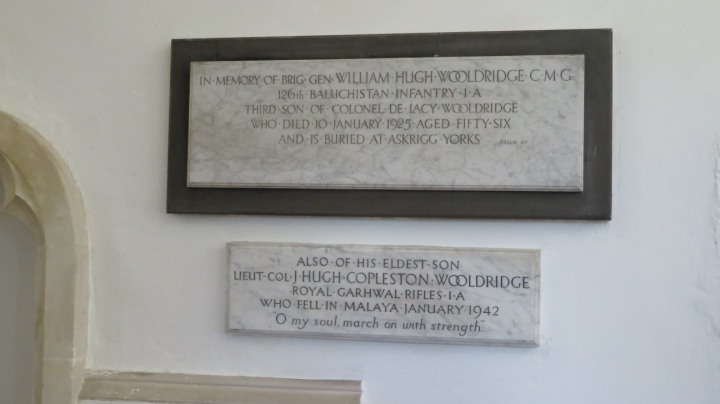 IN·MEMORY·OF·BRIG·GEN·WILLIAM·HUGH·WOOLDRIDGE·C·M·G
126th·BALUCHISTAN·INFANTRY·I·A
THIRD·SON·OF·COLONEL·DE·LACY·WOOLDRIDGE
WHO·DIED·10·JANUARY·1925·AGED·FIFTY-SIX
AND·IS·BURIED·AT·ASKRIGG·YORKS
ALSO·OF·HIS·ELDEST·SON
LIEUT·COL·J·HUGH·COPLESTON·WOOLDRIDGE
ROYAL·GARHWAL·RIFLES·I·A
WHO·FELL·IN·MALAYA·JANUARY·1942
"O my soul, march on with strength"